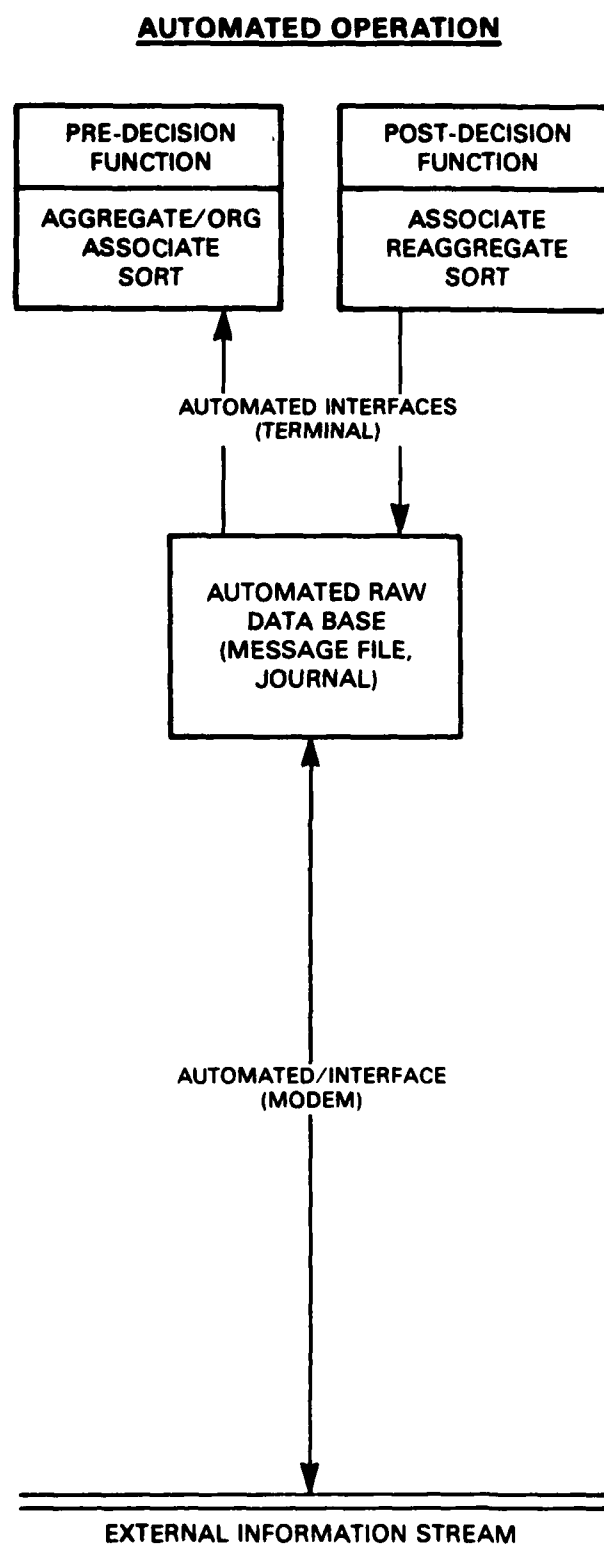 AUTOMATED OPERATION
PRE-DECISION
FUNCTION
AGGREGATE/ORG
ASSOCIATE
SORT
POST-DECISION
FUNCTION
ASSOCIATE
REAGGREGATE
SORT
AUTOMATED INTERFACES
(TERMINAL)
AUTOMATED RAW
DATA BASE
(MESSAGE FILE,
JOURNAL)
AUTOMATED/INTERFACE
(MODEM)
EXTERNAL INFORMATION STREAM